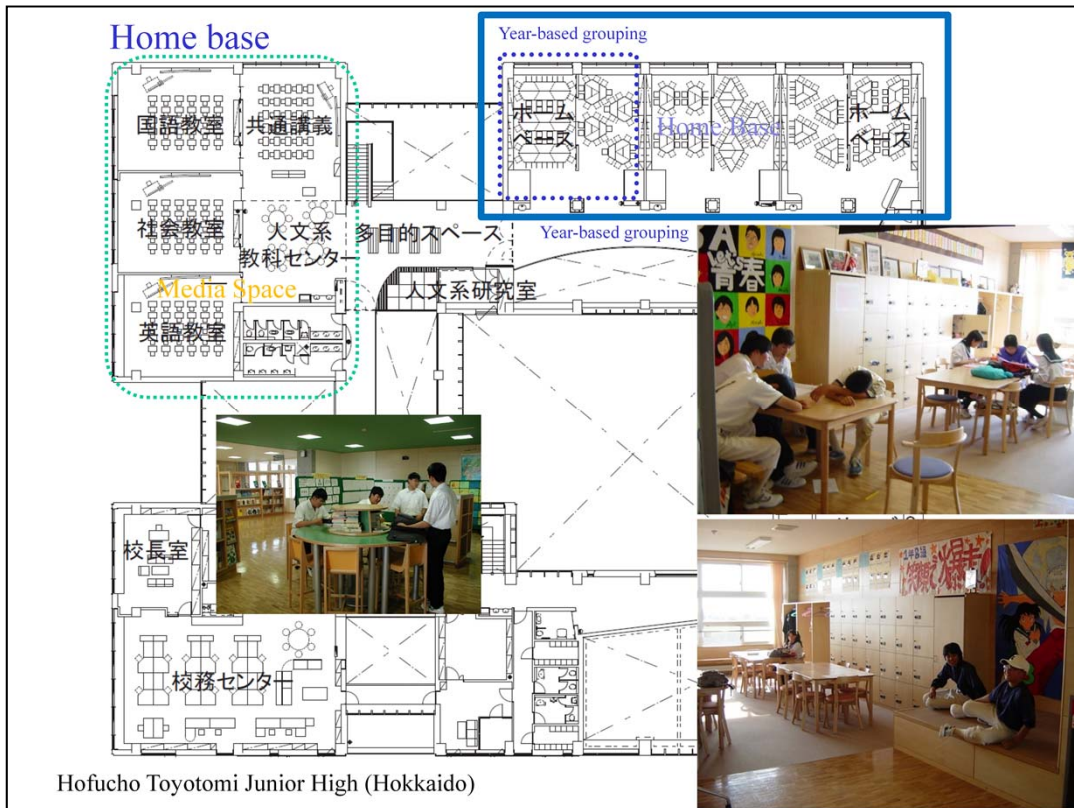 Home base
Year-based grouping
国語教室
共通講義
ホーム
ベース
Home Base
ホーム
ベース
社会教室
人文系
教科センター
多目的スペース
Year-based grouping
Media Space
人文系研究室
英語教室
青春
校長室
校務センター
Hofucho Toyotomi Junior High (Hokkaido)